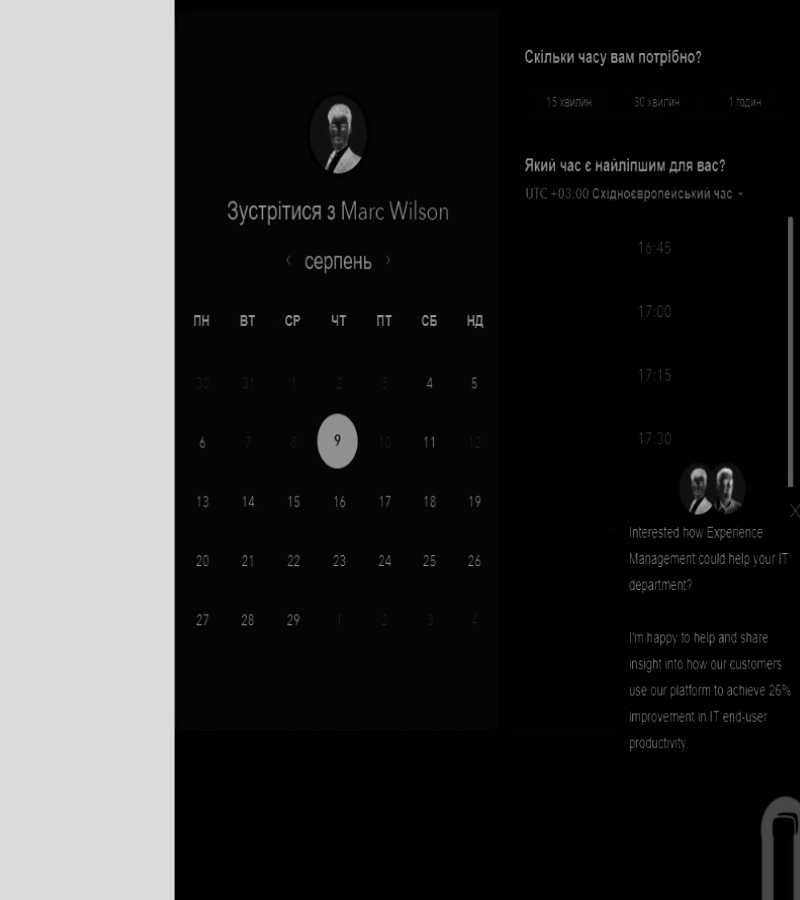 Зустрітися з Marc Wilson
‹ серпень ›
ПН ВТ СР ЧТ ПТ СБ НД
30 31 1 2 3 4 5
6 7 8 9 10 11 12
13 14 15 16 17 18 19
20 21 22 23 24 25 26
27 28 29 1 2 3 4
Скільки часу вам потрібно?
15 хвилин 30 хвилин 1 годин
Який час є найліпшим для вас?
UTC +03:00 Східноєвропейський час
16:45
17:00
17:15
17:30
Interested how Experience
Management could help your IT
department?
I'm happy to help and share
insight into how our customers
use our platform to achieve 26%
improvement in IT end-user
productivity